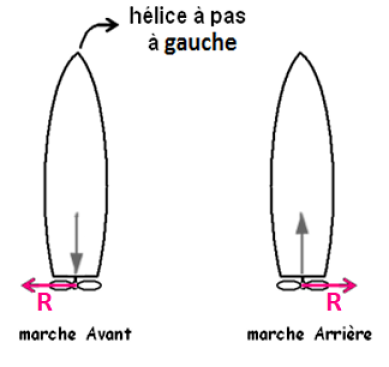 hélice à pas
à gauche
R
R
marche Avant
marche Arrière